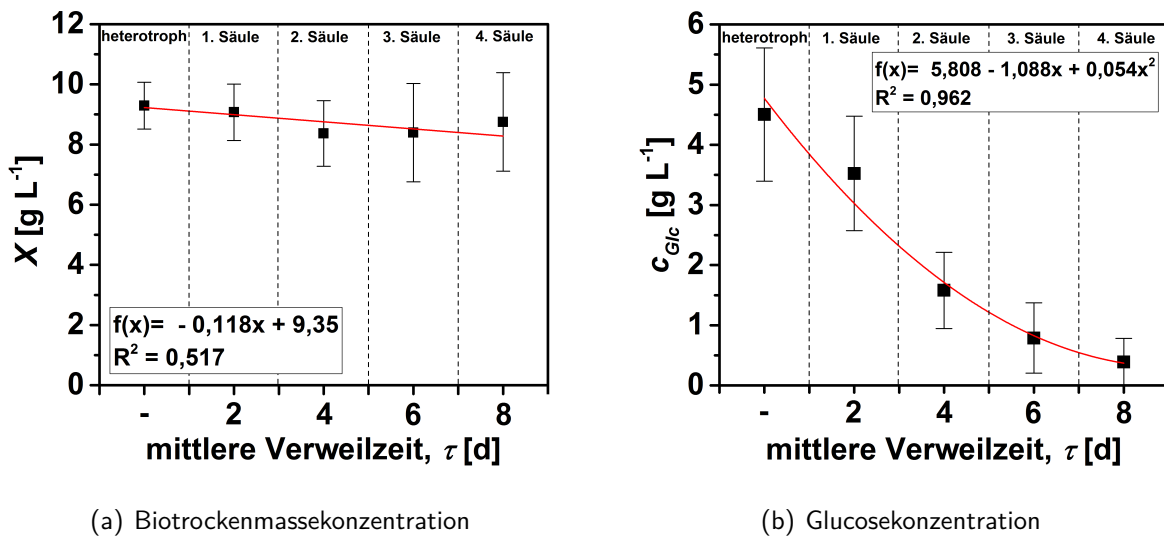 12
10
8
6
4
2
0
X [g L⁻¹]
heterotroph
1. Säule
2. Säule
3. Säule
4. Säule
f(x)= - 0,118x + 9,35
R² = 0,517
- 2 4 6 8
mittlere Verweilzeit, τ [d]
(a) Biotrockenmassekonzentration
6
5
4
3
2
1
0
c_Glc [g L⁻¹]
heterotroph
1. Säule
2. Säule
3. Säule
4. Säule
f(x)= 5,808 - 1,088x + 0,054x²
R² = 0,962
- 2 4 6 8
mittlere Verweilzeit, τ [d]
(b) Glucosekonzentration